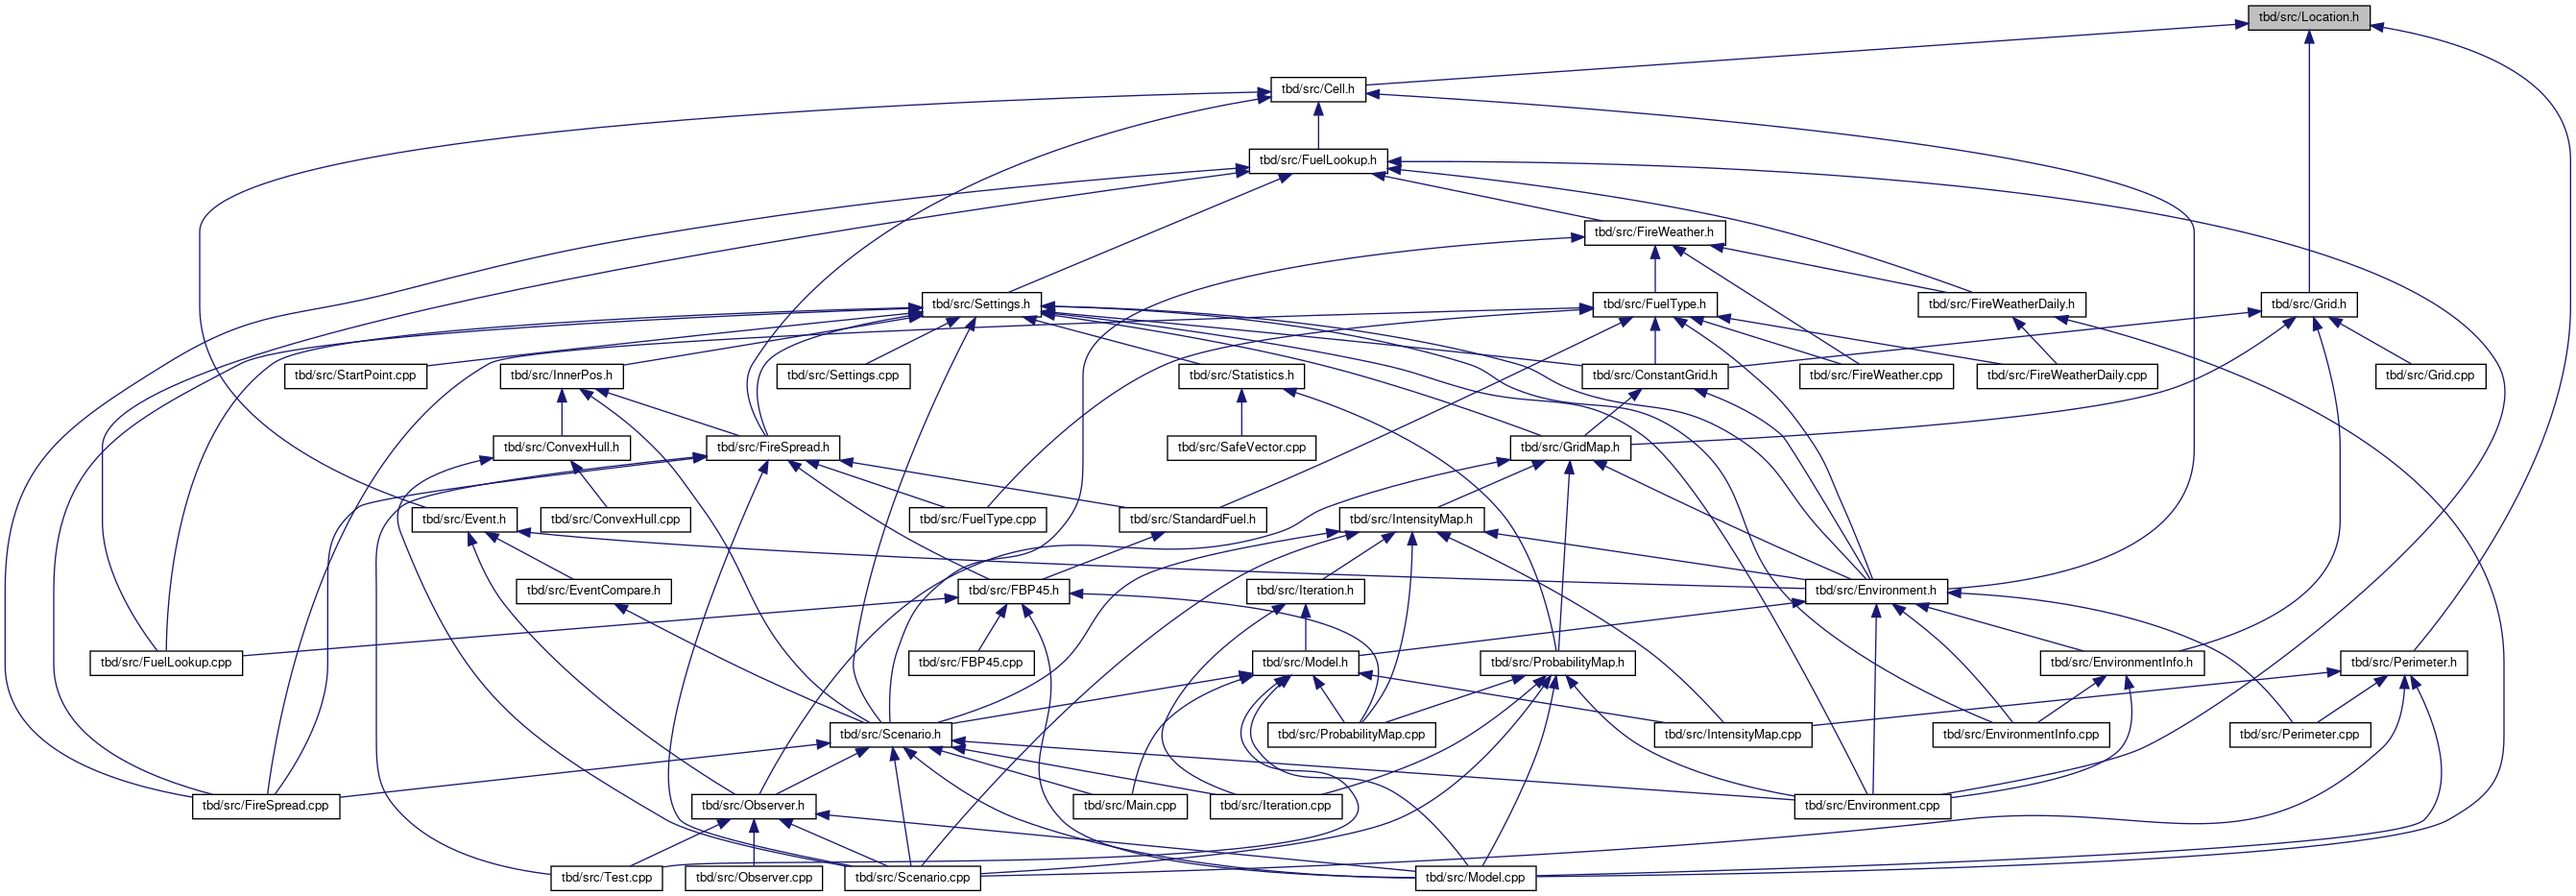 tbd/src/Location.h
tbd/src/Cell.h
tbd/src/FuelLookup.h
tbd/src/FireWeather.h
tbd/src/Settings.h
tbd/src/FuelType.h
tbd/src/FireWeatherDaily.h
tbd/src/Grid.h
tbd/src/StartPoint.cpp
tbd/src/InnerPos.h
tbd/src/Settings.cpp
tbd/src/Statistics.h
tbd/src/ConstantGrid.h
tbd/src/FireWeather.cpp
tbd/src/FireWeatherDaily.cpp
tbd/src/Grid.cpp
tbd/src/ConvexHull.h
tbd/src/FireSpread.h
tbd/src/SafeVector.cpp
tbd/src/GridMap.h
tbd/src/Event.h
tbd/src/ConvexHull.cpp
tbd/src/FuelType.cpp
tbd/src/StandardFuel.h
tbd/src/IntensityMap.h
tbd/src/EventCompare.h
tbd/src/FBP45.h
tbd/src/Iteration.h
tbd/src/Environment.h
tbd/src/FuelLookup.cpp
tbd/src/FBP45.cpp
tbd/src/Model.h
tbd/src/ProbabilityMap.h
tbd/src/EnvironmentInfo.h
tbd/src/Perimeter.h
tbd/src/Scenario.h
tbd/src/ProbabilityMap.cpp
tbd/src/IntensityMap.cpp
tbd/src/EnvironmentInfo.cpp
tbd/src/Perimeter.cpp
tbd/src/FireSpread.cpp
tbd/src/Observer.h
tbd/src/Main.cpp
tbd/src/Iteration.cpp
tbd/src/Environment.cpp
tbd/src/Test.cpp
tbd/src/Observer.cpp
tbd/src/Scenario.cpp
tbd/src/Model.cpp